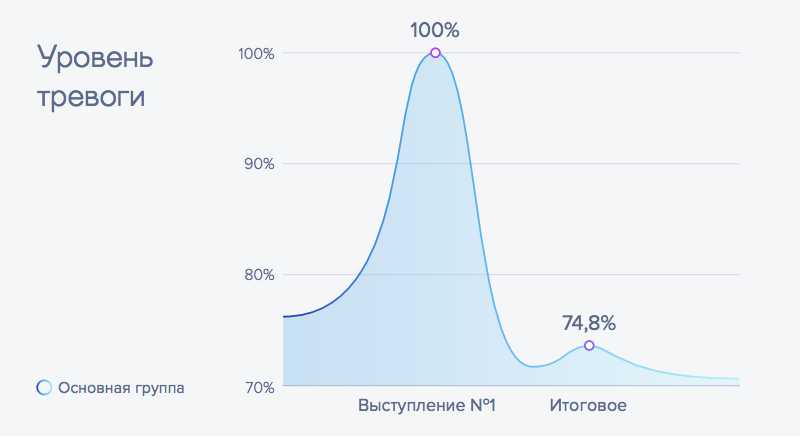 Уровень
тревоги
100%
100%
90%
80%
74,8%
70%
Выступление №1
Итоговое
Основная группа